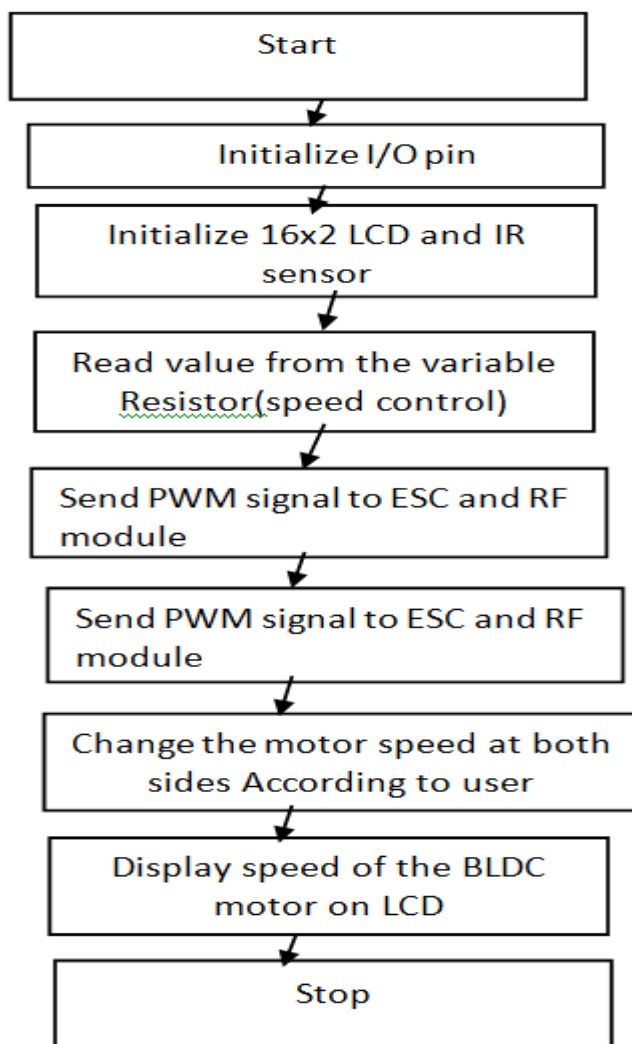 Start
Initialize I/O pin
Initialize 16x2 LCD and IR
sensor
Read value from the variable
Resistor(speed control)
Send PWM signal to ESC and RF
module
Send PWM signal to ESC and RF
module
Change the motor speed at both
sides According to user
Display speed of the BLDC
motor on LCD
Stop